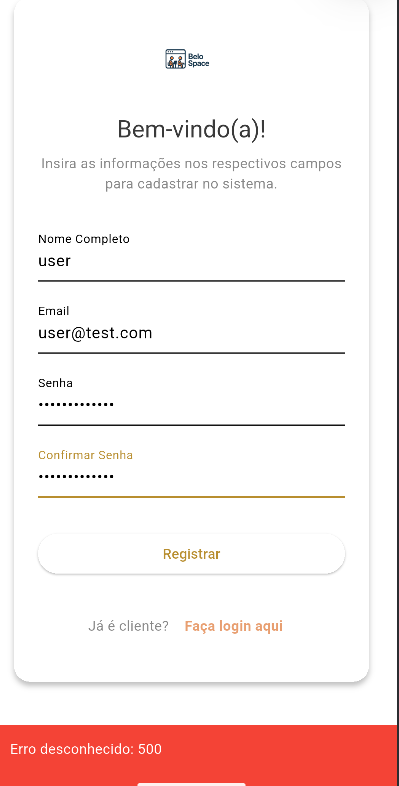 Belo
Space
Bem-vindo(a)!
Insira as informações nos respectivos campos
para cadastrar no sistema.
Nome Completo
user
Email
user@test.com
Senha
•••••••••••••
Confirmar Senha
•••••••••••••
Registrar
Já é cliente? Faça login aqui
Erro desconhecido: 500